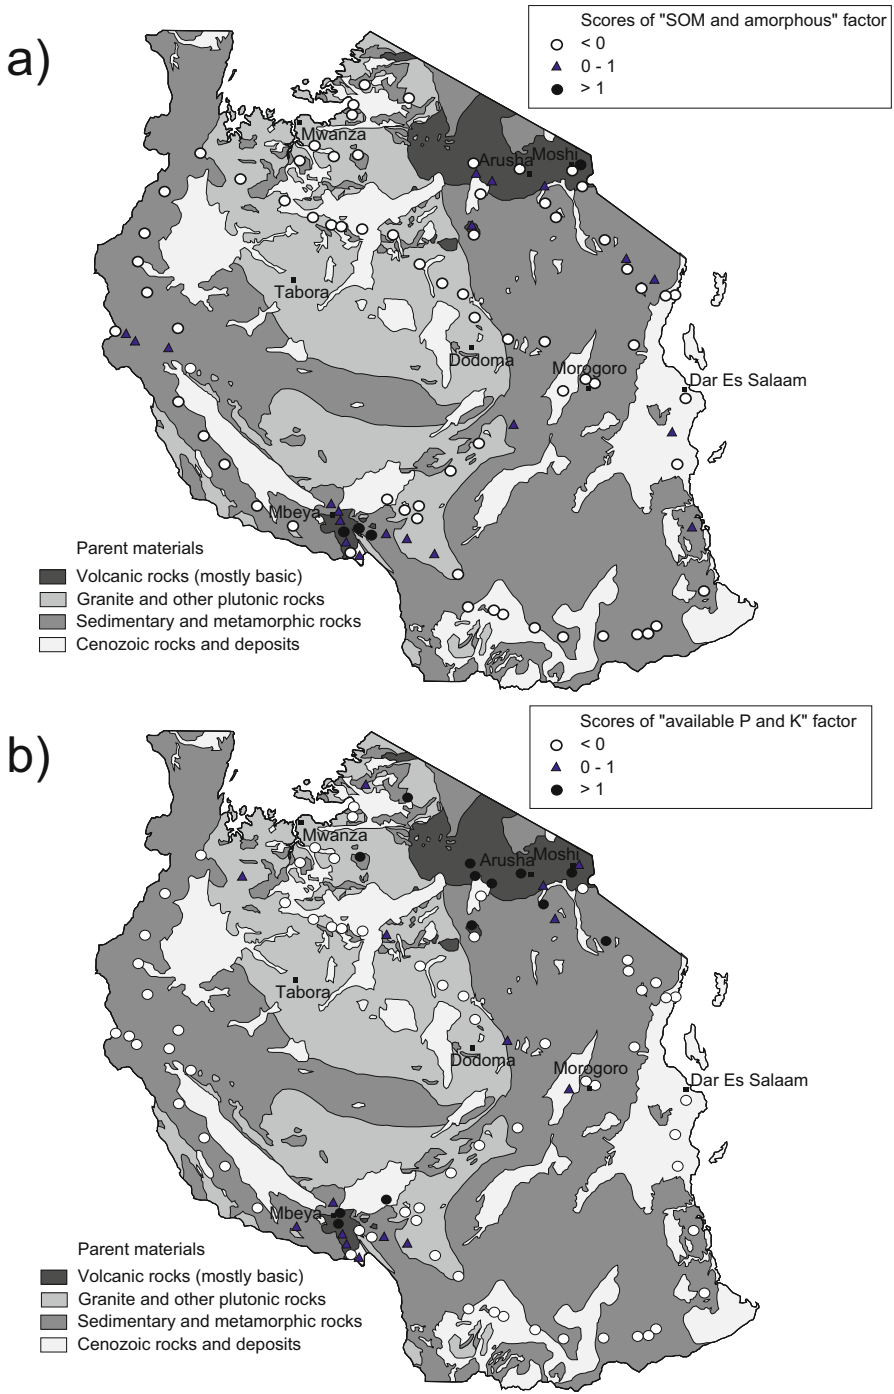 a)
Scores of "SOM and amorphous" factor
< 0
0 - 1
> 1
Mwanza
Arusha
Moshi
Tabora
Dodoma
Morogoro
Dar Es Salaam
Mbeya
Parent materials
Volcanic rocks (mostly basic)
Granite and other plutonic rocks
Sedimentary and metamorphic rocks
Cenozoic rocks and deposits
b)
Scores of "available P and K" factor
< 0
0 - 1
> 1
Mwanza
Arusha
Moshi
Tabora
Dodoma
Morogoro
Dar Es Salaam
Mbeya
Parent materials
Volcanic rocks (mostly basic)
Granite and other plutonic rocks
Sedimentary and metamorphic rocks
Cenozoic rocks and deposits